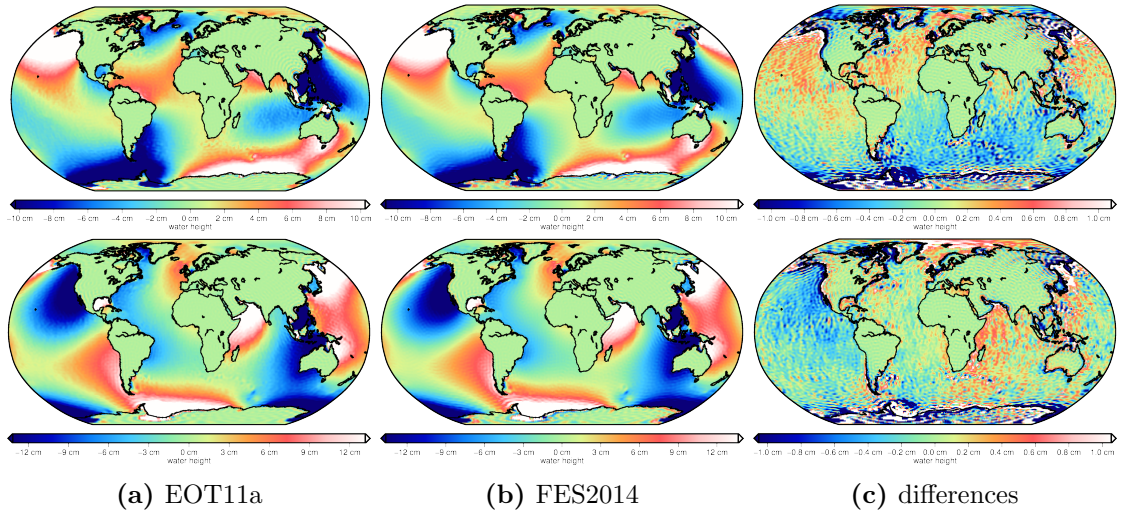 −10 cm −8 cm −6 cm −4 cm −2 cm 0 cm 2 cm 4 cm 6 cm 8 cm 10 cm
water height
−10 cm −8 cm −6 cm −4 cm −2 cm 0 cm 2 cm 4 cm 6 cm 8 cm 10 cm
water height
−1.0 cm −0.8 cm −0.6 cm −0.4 cm −0.2 cm 0.0 cm 0.2 cm 0.4 cm 0.6 cm 0.8 cm 1.0 cm
water height
−12 cm −9 cm −6 cm −3 cm 0 cm 3 cm 6 cm 9 cm 12 cm
water height
−12 cm −9 cm −6 cm −3 cm 0 cm 3 cm 6 cm 9 cm 12 cm
water height
−1.0 cm −0.8 cm −0.6 cm −0.4 cm −0.2 cm 0.0 cm 0.2 cm 0.4 cm 0.6 cm 0.8 cm 1.0 cm
water height
(a) EOT11a
(b) FES2014
(c) differences